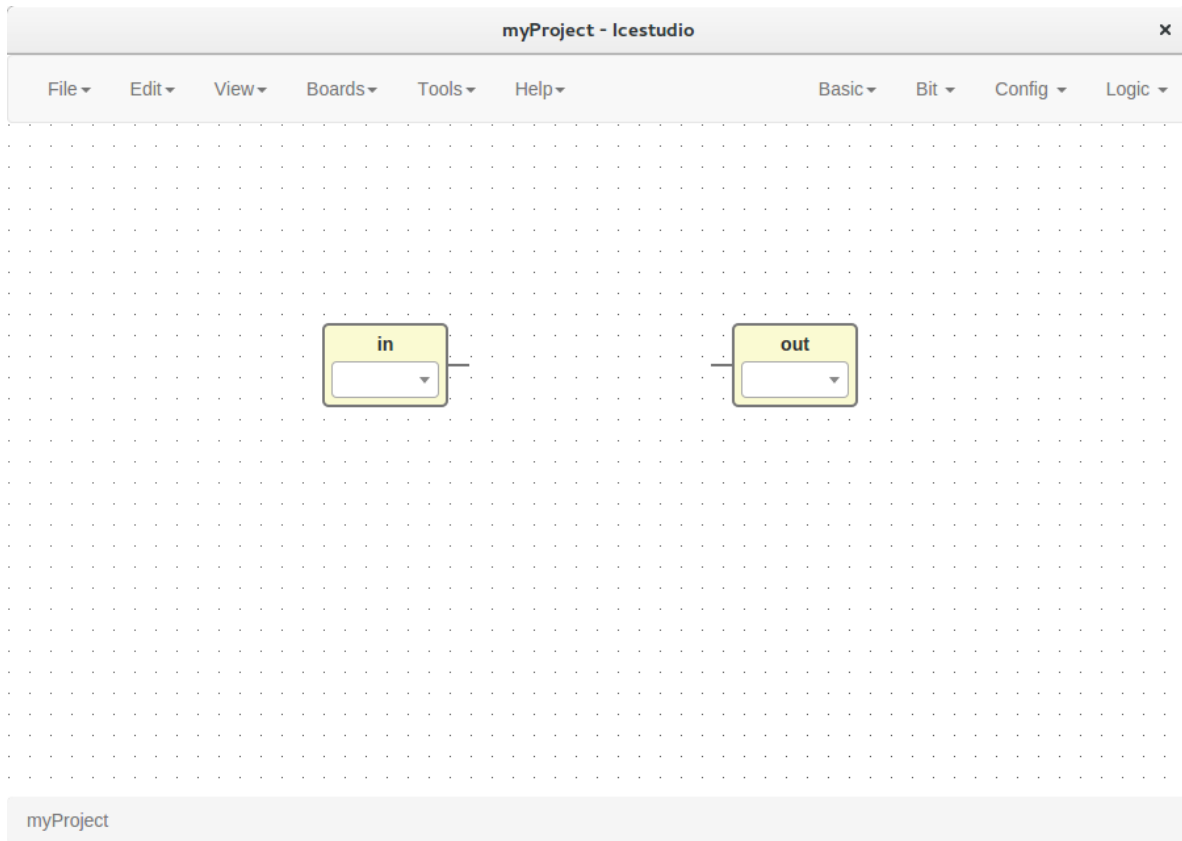 myProject - Icestudio ×
File Edit View Boards Tools Help Basic Bit Config Logic
in out
myProject